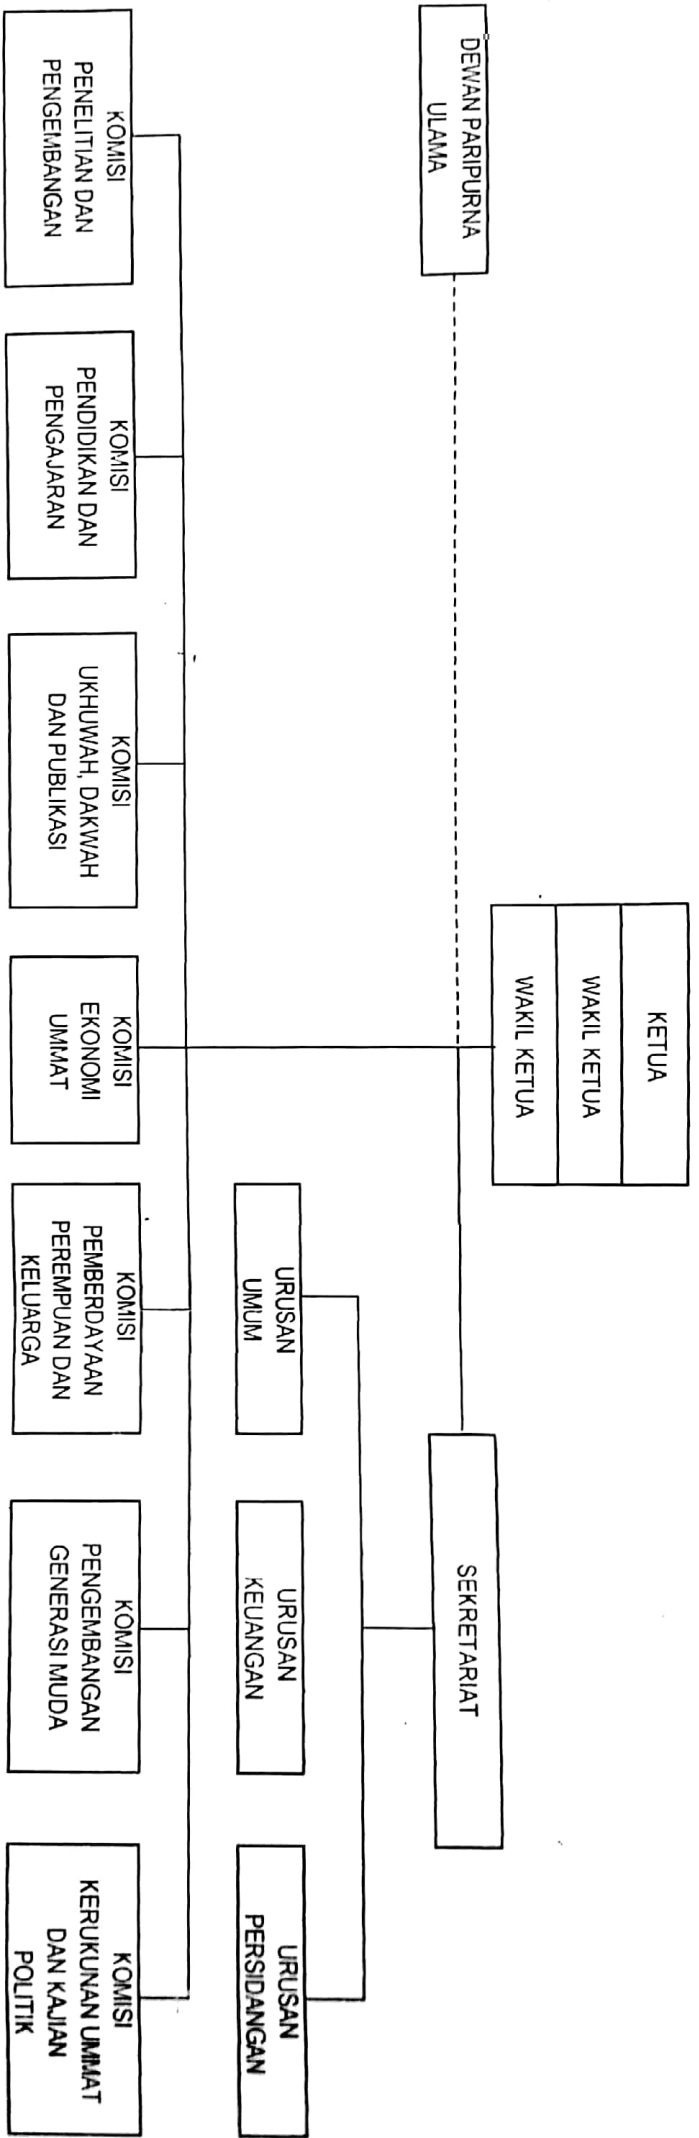 KETUA
WAKIL KETUA
WAKIL KETUA
DEWAN PARIPURNA
ULAMA
SEKRETARIAT
URUSAN
UMUM
URUSAN
KEUANGAN
URUSAN
PERSIDANGAN
KOMISI
PENELITIAN DAN
PENGEMBANGAN
KOMISI
PENDIDIKAN DAN
PENGAJARAN
KOMISI
UKHUWAH, DAKWAH
DAN PUBLIKASI
KOMISI
EKONOMI
UMMAT
KOMISI
PEMBERDAYAAN
PEREMPUAN DAN
KELUARGA
KOMISI
PENGEMBANGAN
GENERASI MUDA
KOMISI
KERUKUNAN UMMAT
DAN KAJIAN
POLITIK